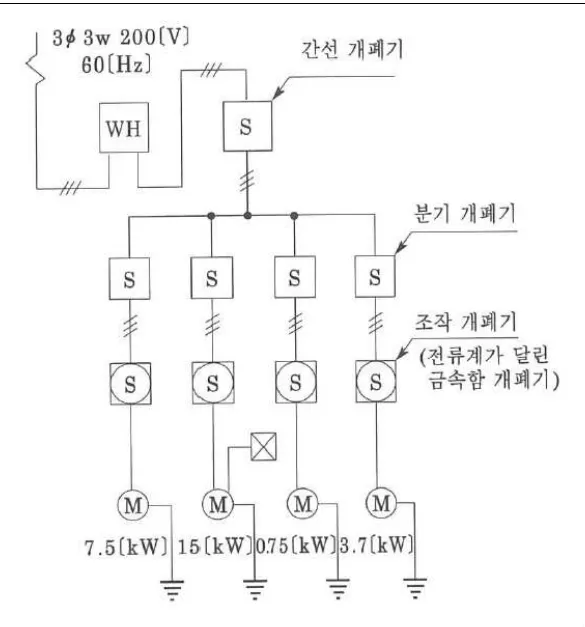 3ϕ 3w 200[V]
60[Hz]
간선 개폐기
WH
S
분기 개폐기
S S S S
조작 개폐기
(전류계가 달린
금속함 개폐기)
S S S S
M M M M
7.5[kW] 15[kW] 0.75[kW] 3.7[kW]